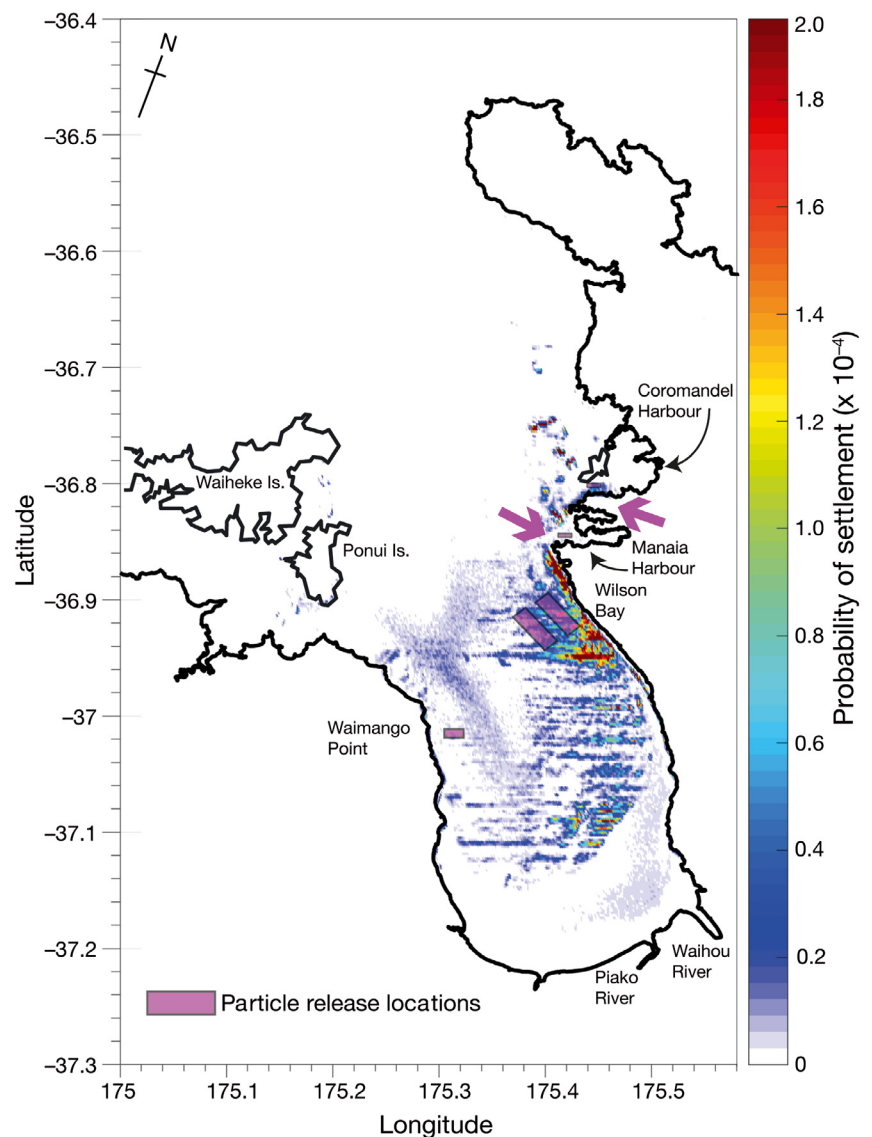 −36.4
−36.5
−36.6
−36.7
−36.8
−36.9
−37
−37.1
−37.2
−37.3
Latitude
175
175.1
175.2
175.3
175.4
175.5
Longitude
N
Coromandel
Harbour
Waiheke Is.
Ponui Is.
Manaia
Harbour
Wilson
Bay
Waimango
Point
Waihou
River
Piako
River
Particle release locations
2.0
1.8
1.6
1.4
1.2
1.0
0.8
0.6
0.4
0.2
0
Probability of settlement (x 10⁻⁴)